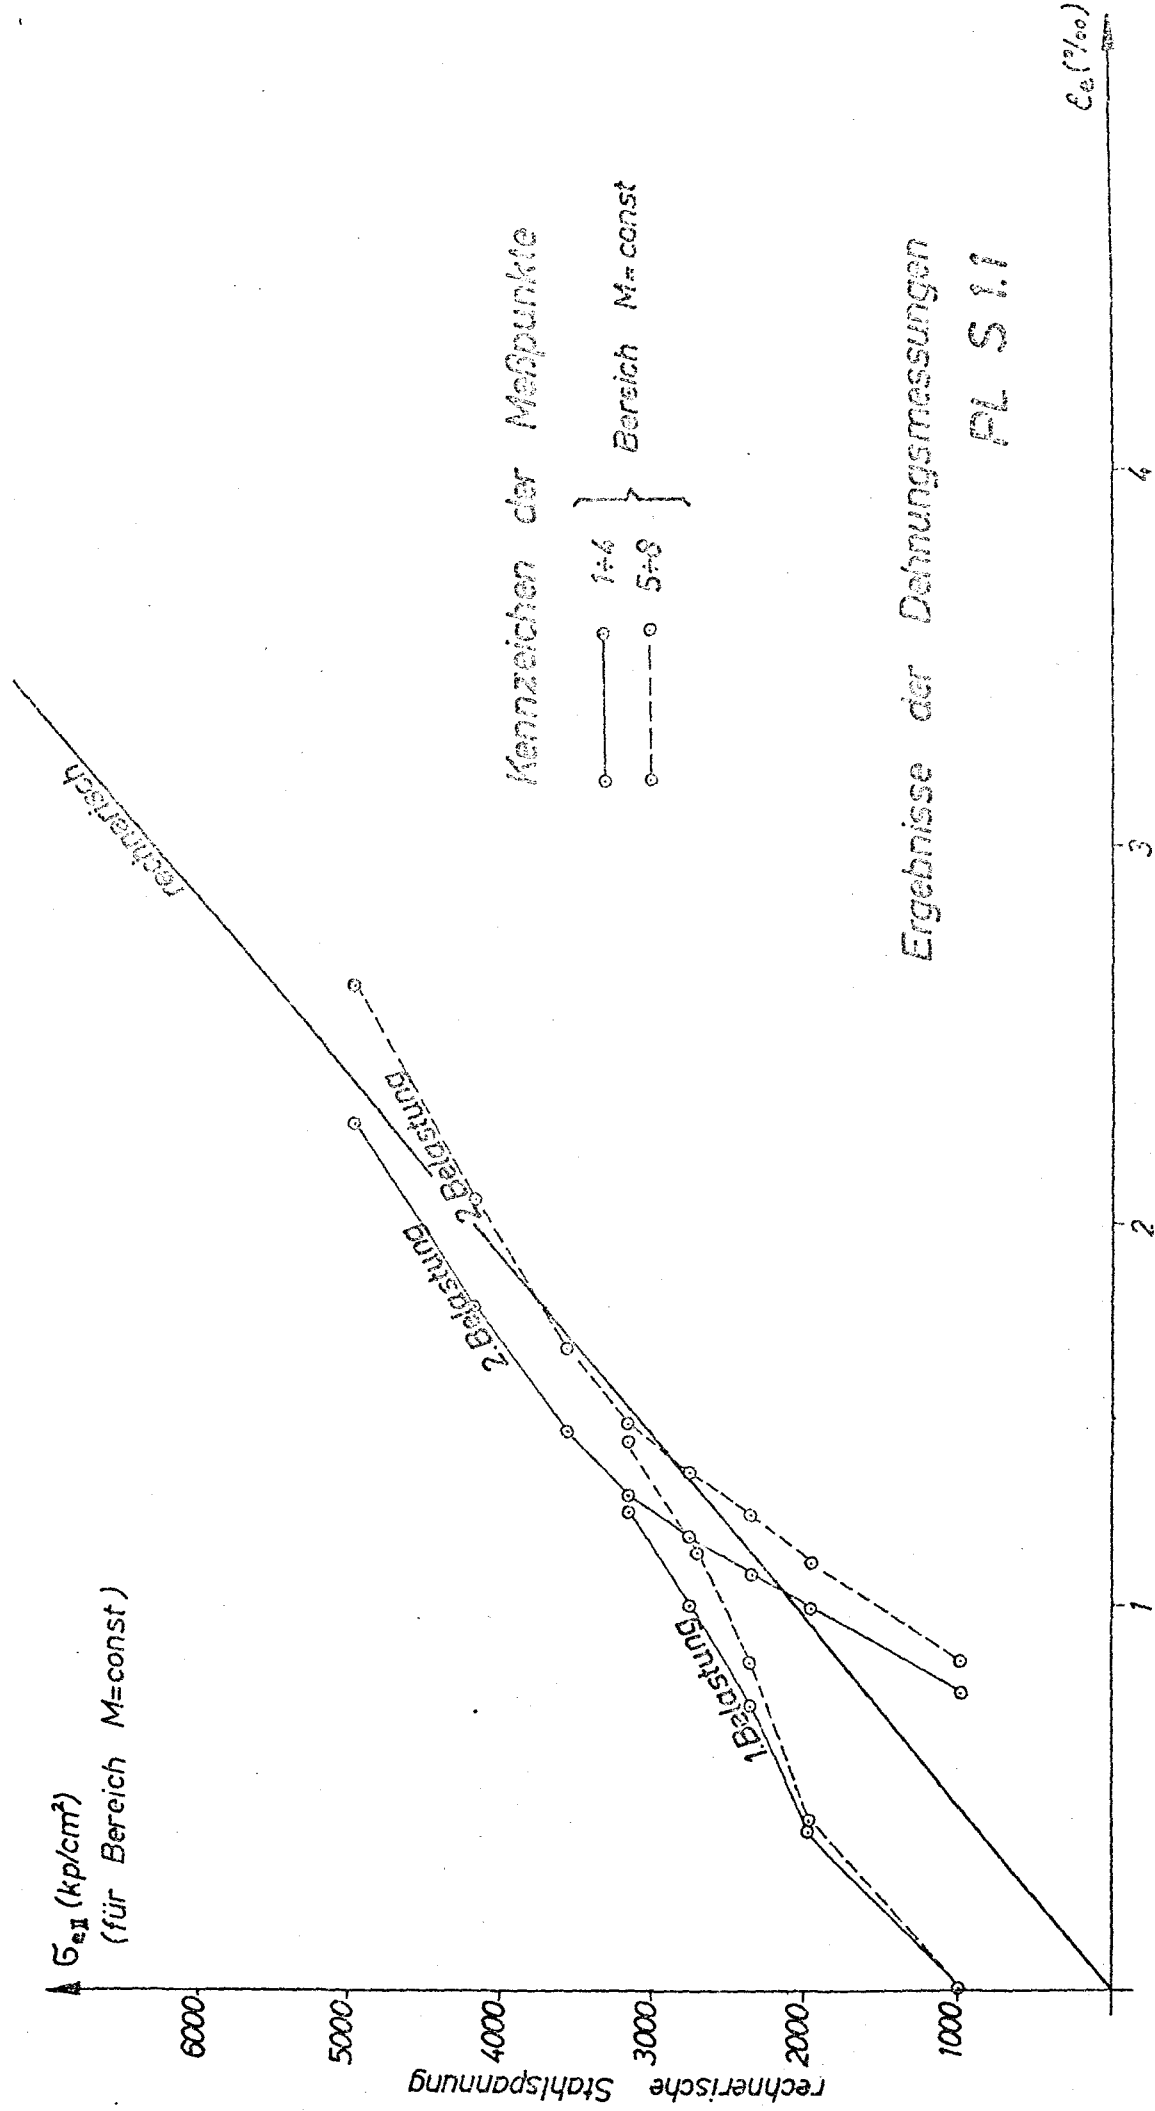 σeII (kp/cm²)
(für Bereich M=const)
rechnerische Stahlspannung
6000
5000
4000
3000
2000
1000
rechnerisch
2.Belastung
2.Belastung
1.Belastung
Kennzeichen der Meßpunkte
1÷4
5÷8
Bereich M=const
Ergebnisse der Dehnungsmessungen
PL S 1.1
1
2
3
4
εe (‰)